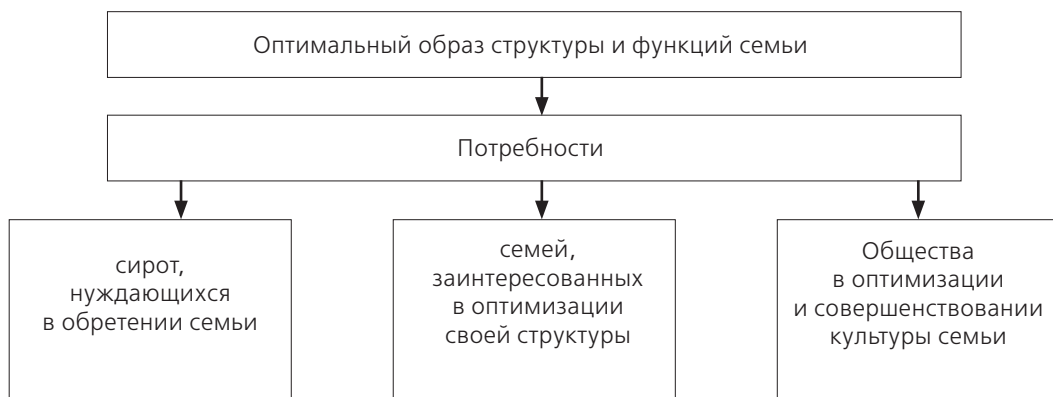 Оптимальный образ структуры и функций семьи
Потребности
сирот,
нуждающихся
в обретении семьи
семей,
заинтересованных
в оптимизации
своей структуры
Общества
в оптимизации
и совершенствовании
культуры семьи